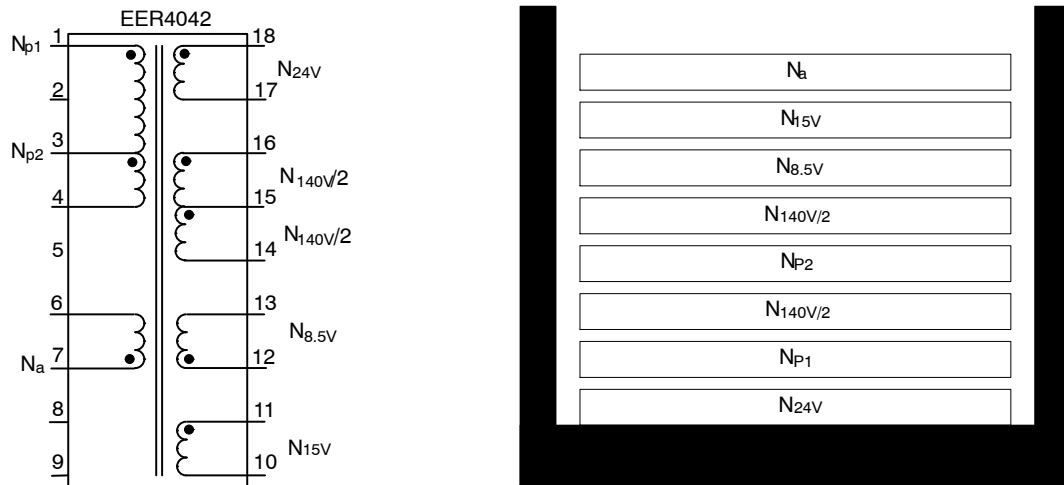 EER4042
Np1
1
2
3
Np2
4
5
6
7
Na
8
9
18
N24V
17
16
N140V/2
15
N140V/2
14
13
N8.5V
12
11
N15V
10
Na
N15V
N8.5V
N140V/2
NP2
N140V/2
NP1
N24V